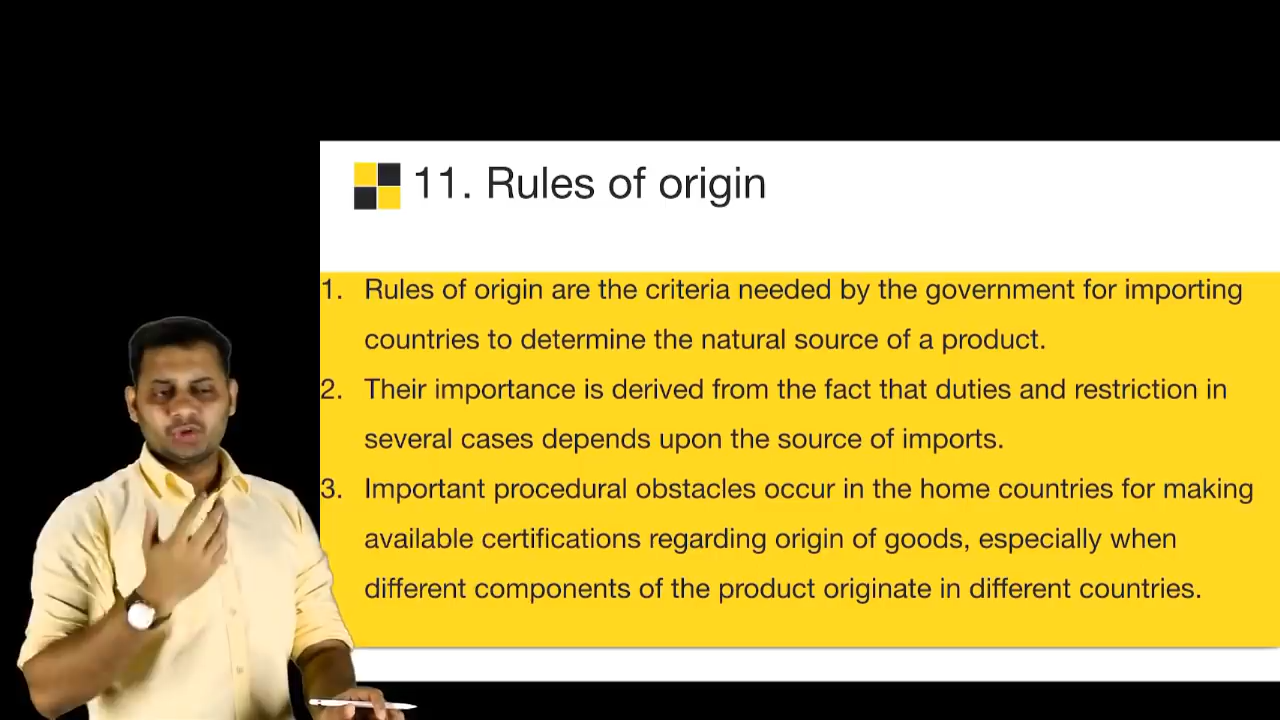 11. Rules of origin
1. Rules of origin are the criteria needed by the government for importing
countries to determine the natural source of a product.
2. Their importance is derived from the fact that duties and restriction in
several cases depends upon the source of imports.
3. Important procedural obstacles occur in the home countries for making
available certifications regarding origin of goods, especially when
different components of the product originate in different countries.